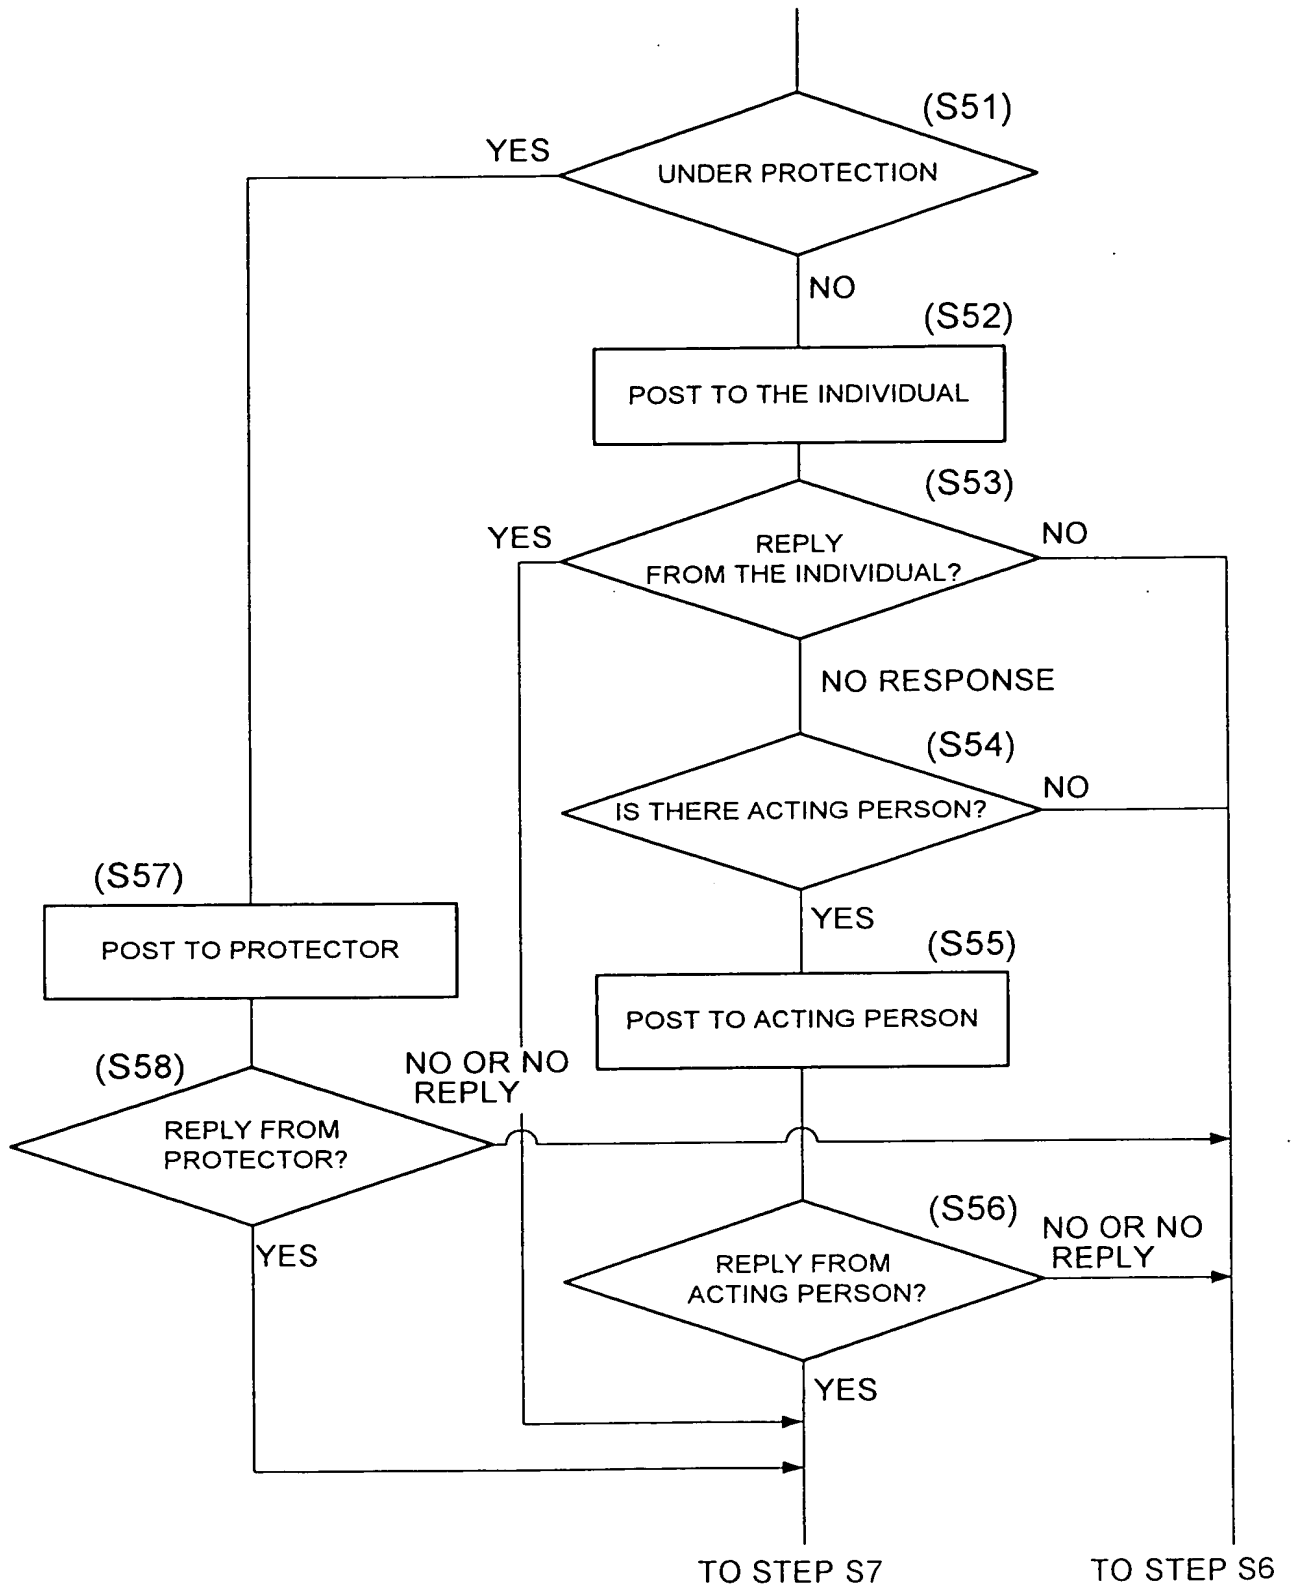 (S51)
YES
UNDER PROTECTION
NO
(S52)
POST TO THE INDIVIDUAL
(S53)
YES
NO
REPLY
FROM THE INDIVIDUAL?
NO RESPONSE
(S54)
NO
IS THERE ACTING PERSON?
(S57)
YES
(S55)
POST TO PROTECTOR
POST TO ACTING PERSON
(S58)
NO OR NO
REPLY
REPLY FROM
PROTECTOR?
(S56)
NO OR NO
REPLY
YES
REPLY FROM
ACTING PERSON?
YES
TO STEP S7
TO STEP S6